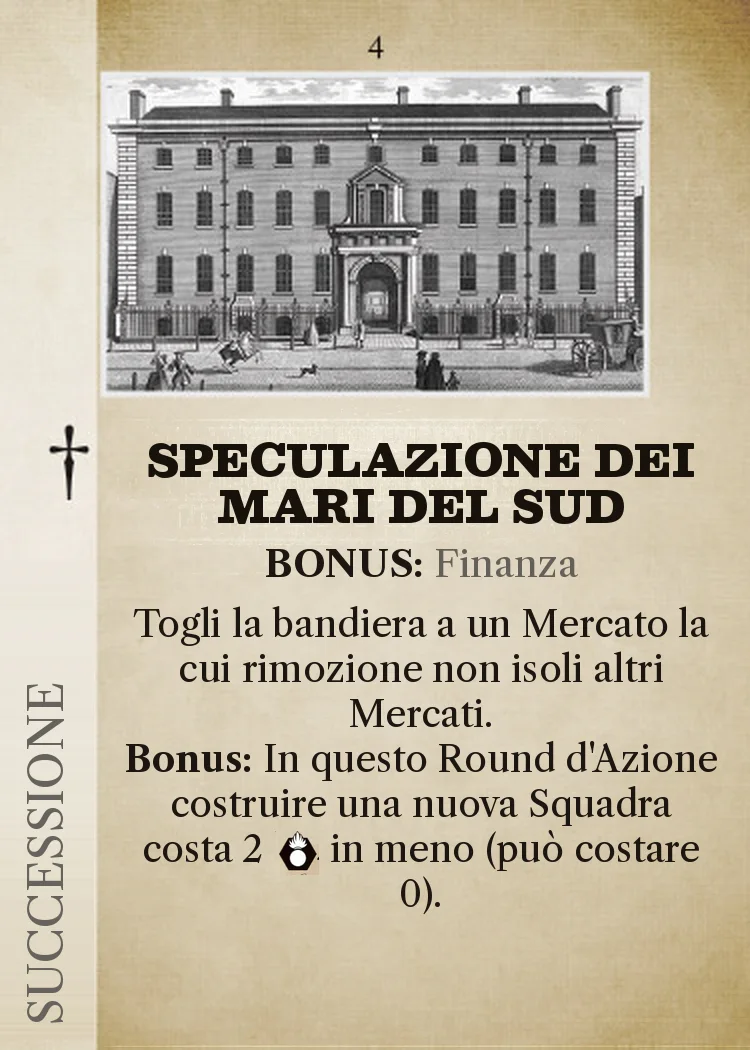 4
SPECULAZIONE DEI
MARI DEL SUD
BONUS: Finanza
Togli la bandiera a un Mercato la
cui rimozione non isoli altri
Mercati.
Bonus: In questo Round d'Azione
costruire una nuova Squadra
costa 2 in meno (può costare
0).
SUCCESSIONE